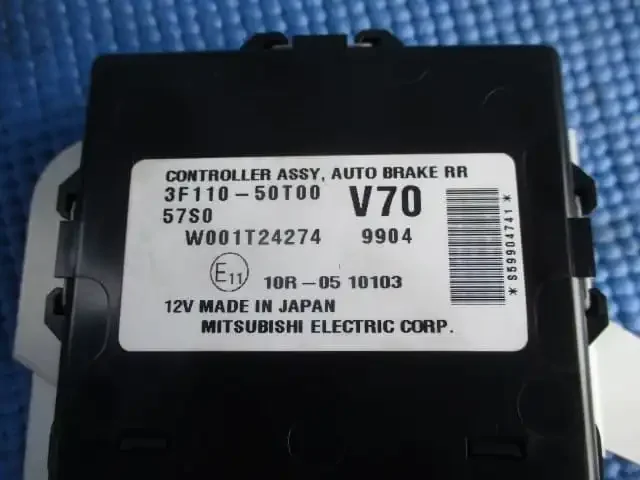 CONTROLLER ASSY, AUTO BRAKE RR
3F110-50T00
V70
57S0
W001T24274 9904
E11 10R-05 10103
12V MADE IN JAPAN
MITSUBISHI ELECTRIC CORP.
*S59904741*